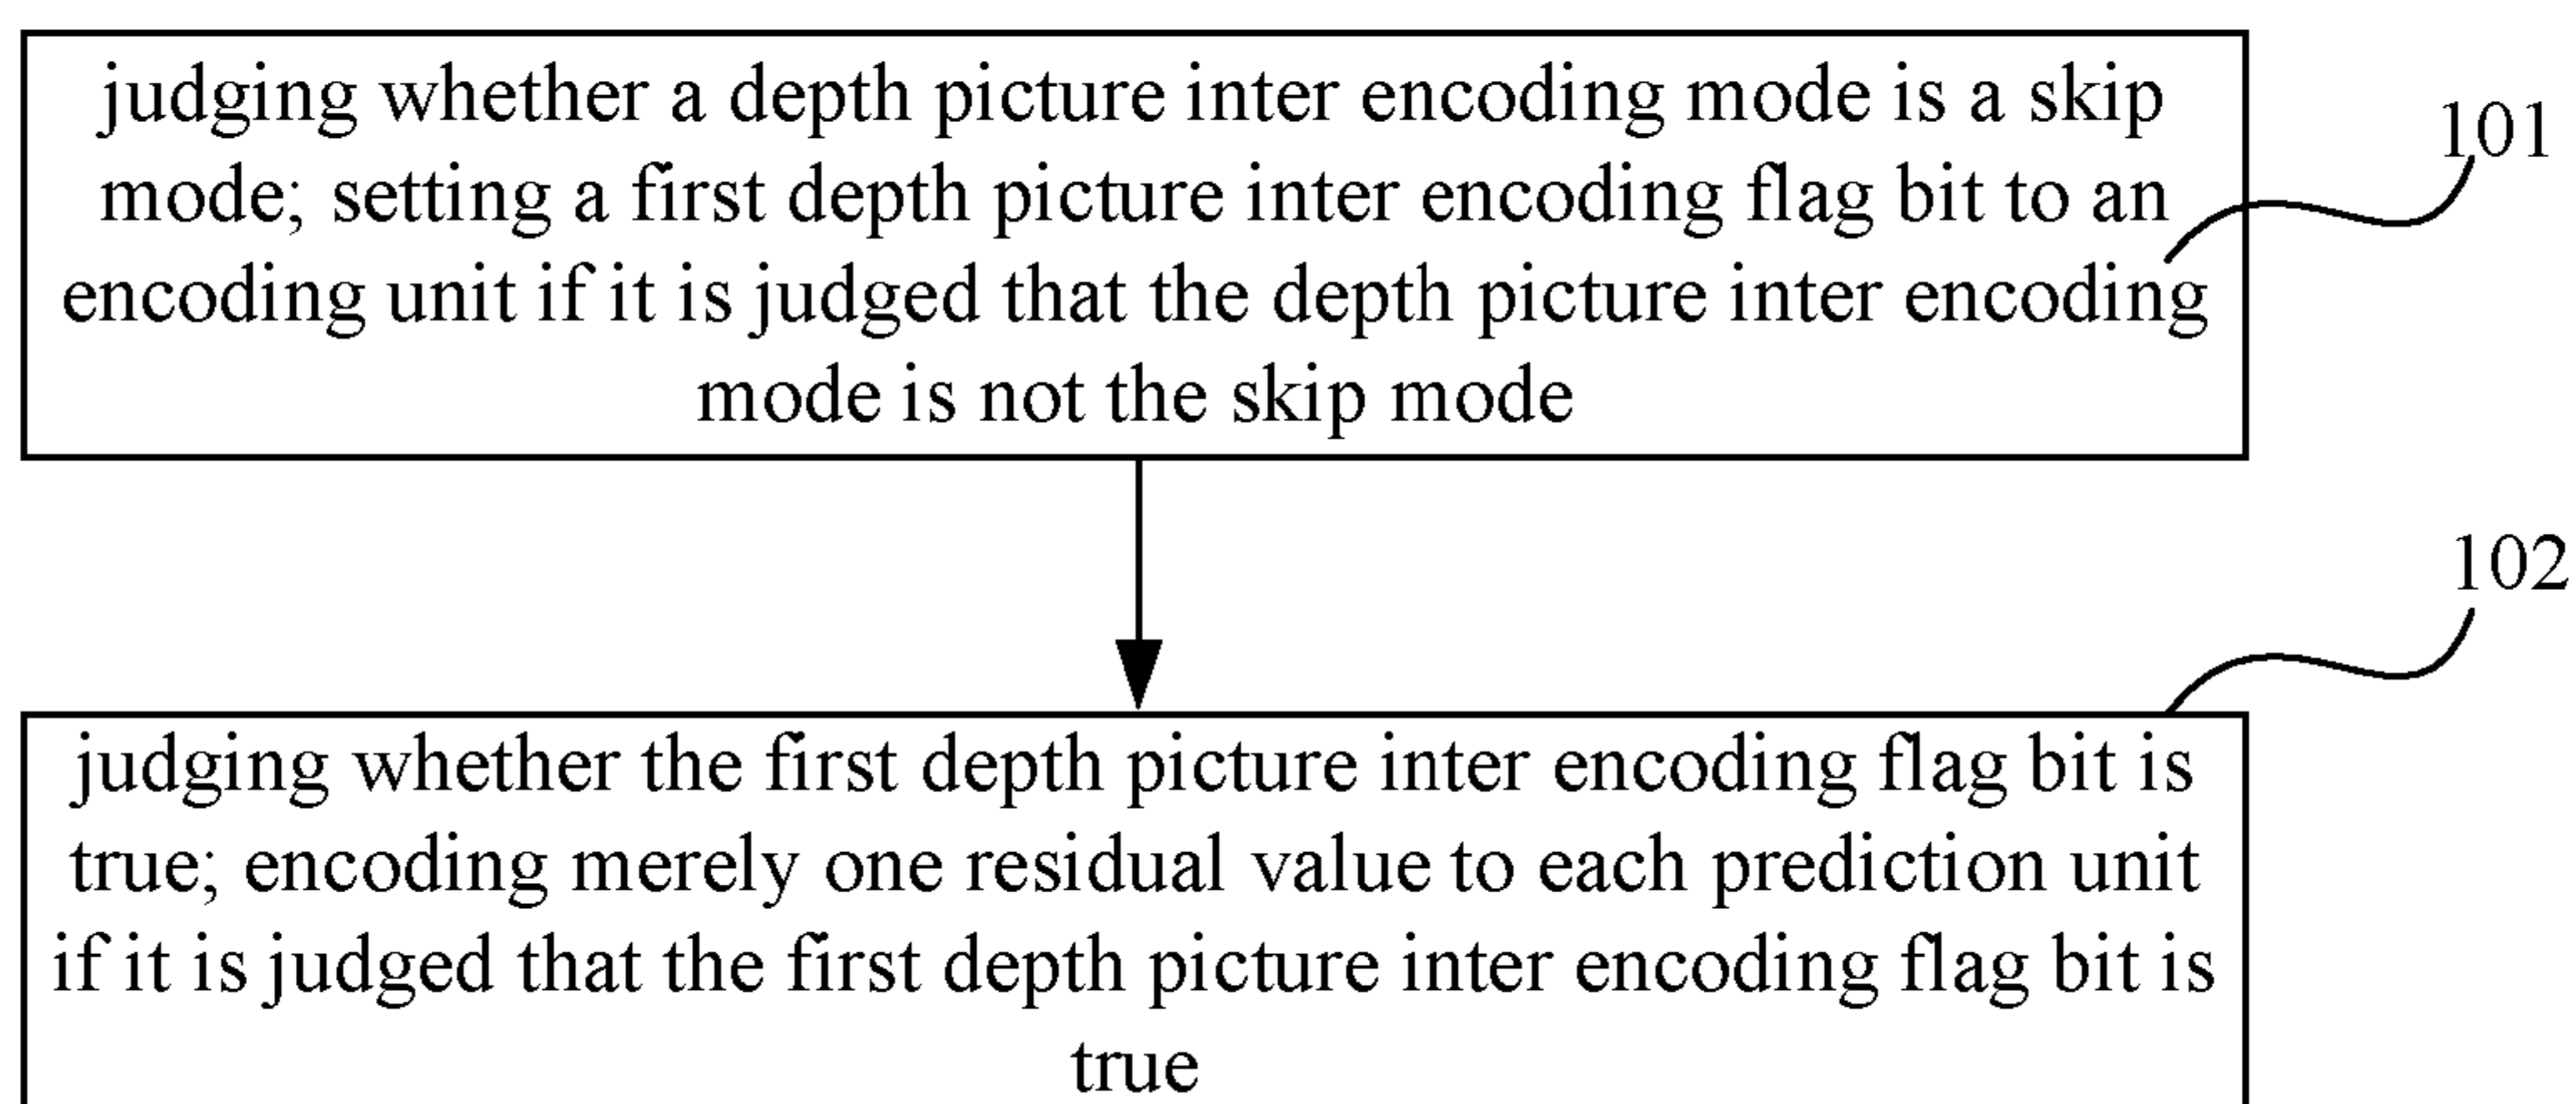 judging whether a depth picture inter encoding mode is a skip
mode; setting a first depth picture inter encoding flag bit to an
encoding unit if it is judged that the depth picture inter encoding
mode is not the skip mode
101
102
judging whether the first depth picture inter encoding flag bit is
true; encoding merely one residual value to each prediction unit
if it is judged that the first depth picture inter encoding flag bit is
true